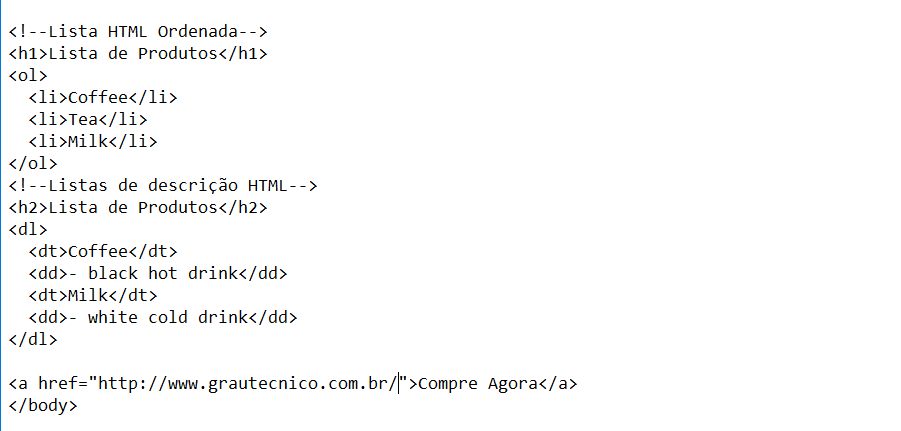 <!--Lista HTML Ordenada-->
<h1>Lista de Produtos</h1>
<ol>
  <li>Coffee</li>
  <li>Tea</li>
  <li>Milk</li>
</ol>
<!--Listas de descrição HTML-->
<h2>Lista de Produtos</h2>
<dl>
  <dt>Coffee</dt>
  <dd>- black hot drink</dd>
  <dt>Milk</dt>
  <dd>- white cold drink</dd>
</dl>
<a href="http://www.grautecnico.com.br/">Compre Agora</a>
</body>